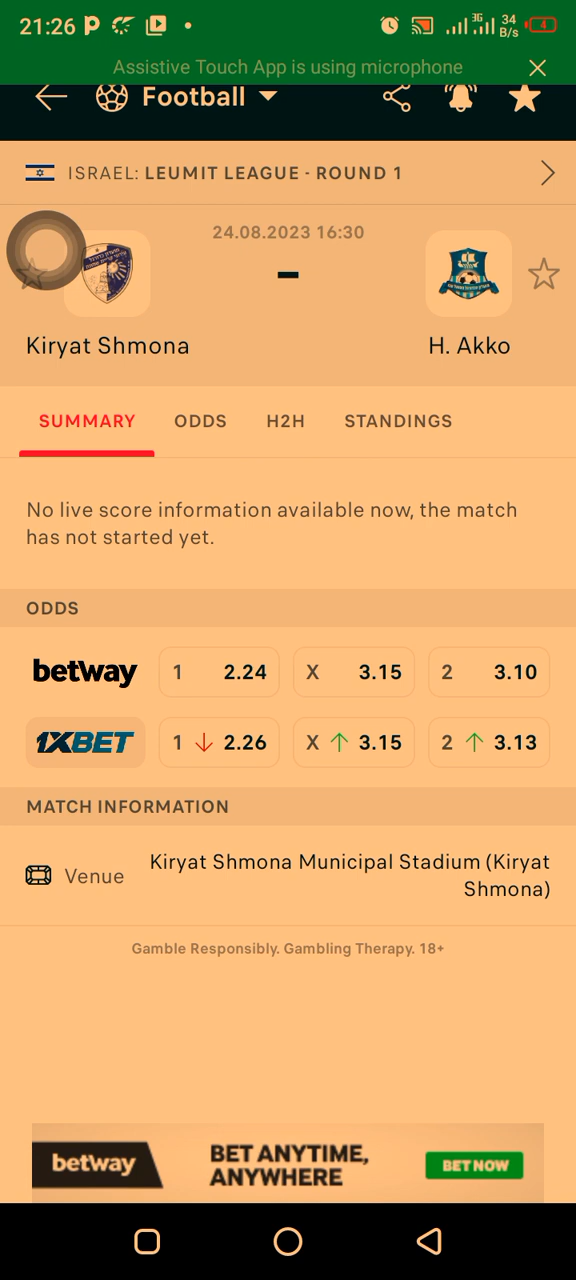 21:26
3G
34 B/s
4
Assistive Touch App is using microphone
Football
ISRAEL: LEUMIT LEAGUE - ROUND 1
24.08.2023 16:30
-
Kiryat Shmona
H. Akko
SUMMARY ODDS H2H STANDINGS
No live score information available now, the match
has not started yet.
ODDS
betway 1 2.24 X 3.15 2 3.10
1XBET 1 ↓ 2.26 X ↑ 3.15 2 ↑ 3.13
MATCH INFORMATION
Venue Kiryat Shmona Municipal Stadium (Kiryat
Shmona)
Gamble Responsibly. Gambling Therapy. 18+
betway BET ANYTIME,
ANYWHERE BET NOW